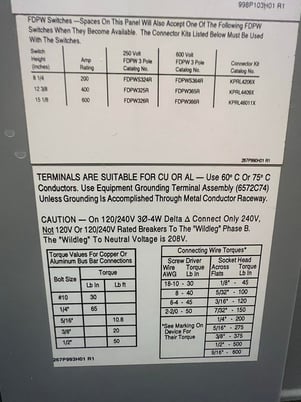 998P103H01 R1
FDPW Switches —Spaces On This Panel Will Also Accept One Of The Following FDPW
Switches When They Become Available. The Connector Kits Listed Below Must Be Used
With The Switches.
Switch Height (Inches) Amp Rating 250 Volt FDPW 3 Pole Catalog No. 600 Volt FDPW 3 Pole Catalog No. Connector Kit Catalog No.
8 1/4 200 FDPWS324R FDPWS364R KPRL4206X
12 3/8 400 FDPW325R FDPW365R KPRL4409X
15 1/8 600 FDPW326R FDPW366R KPRL46011X
267P993H01 R1
TERMINALS ARE SUITABLE FOR CU OR AL — Use 60° C Or 75° C
Conductors. Use Equipment Grounding Terminal Assembly (6572C74)
Unless Grounding Is Accomplished Through Metal Conductor Raceway.
CAUTION — On 120/240V 3Ø-4W Delta Δ Connect Only 240V,
Not 120V Or 120/240V Rated Breakers To The "Wildleg" Phase B.
The "Wildleg" To Neutral Voltage is 208V.
Torque Values For Copper Or
Aluminum Bus Bar Connections
Bolt Size Torque
Lb In Lb ft
#10 30
1/4" 65
5/16" 10.8
3/8" 20
1/2" 50
267P993H01 R1
Connecting Wire Torques*
Screw Driver Socket Head
Wire AWG Torque Lb In Across Flats Torque Lb In
18-10 - 30 1/8" - 45
8 - 40 5/32" - 100
6-4 - 45 3/16" - 120
2-2/0 - 50 7/32" - 150
1/4" - 200
*See Marking On
Device For
Their Torque
5/16" - 275
3/8" - 375
1/2" - 500
9/16" - 600